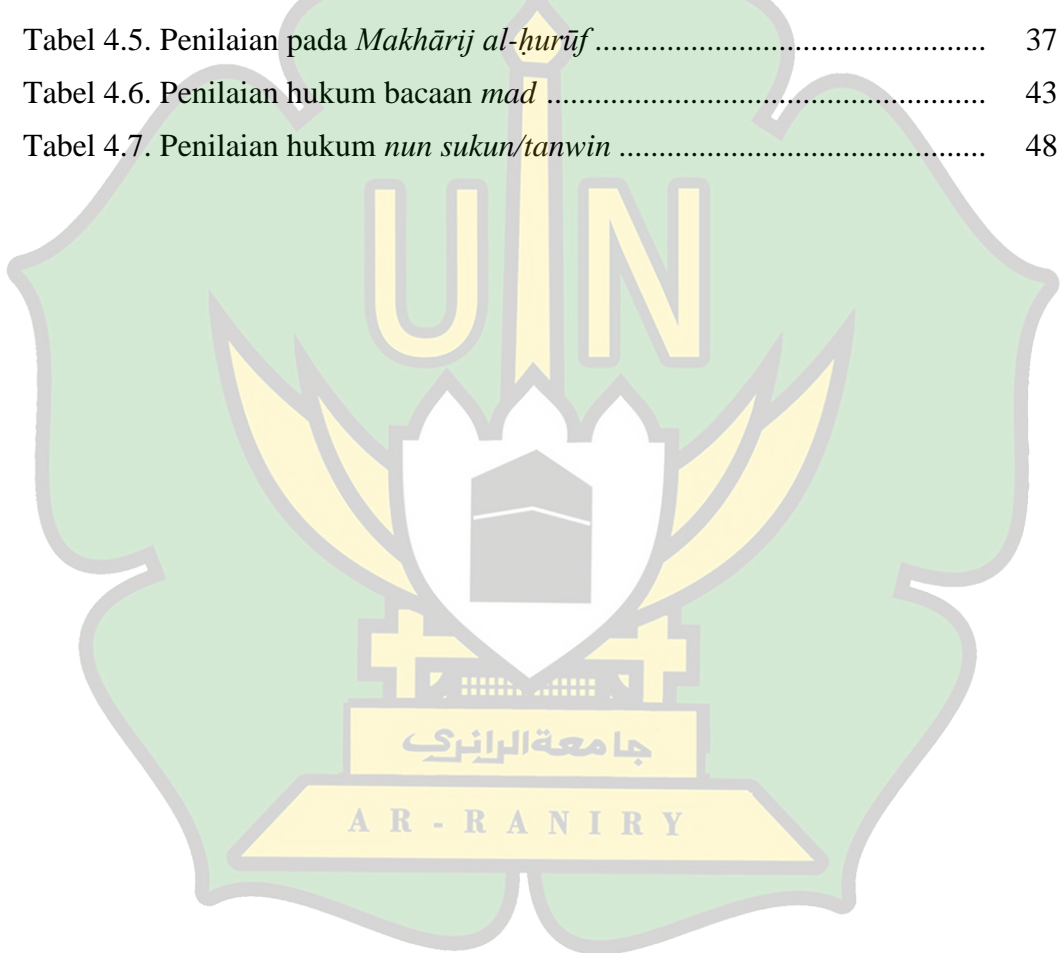 Tabel 4.5. Penilaian pada Makhārij al-ḥurūf ................................................ 37
Tabel 4.6. Penilaian hukum bacaan mad ...................................................... 43
Tabel 4.7. Penilaian hukum nun sukun/tanwin ............................................. 48
UIN
جامعةالرانري
AR-RANIRY